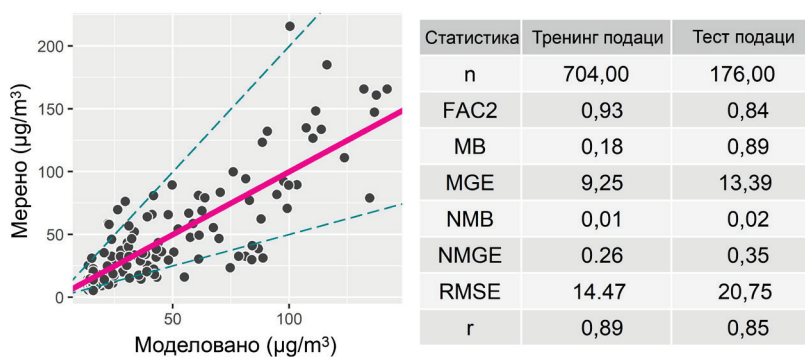 200
150
100
50
0
50 100
Мерено (µg/m³)
Моделовано (µg/m³)
Статистика Тренинг подаци Тест подаци
n 704,00 176,00
FAC2 0,93 0,84
MB 0,18 0,89
MGE 9,25 13,39
NMB 0,01 0,02
NMGE 0.26 0,35
RMSE 14.47 20,75
r 0,89 0,85